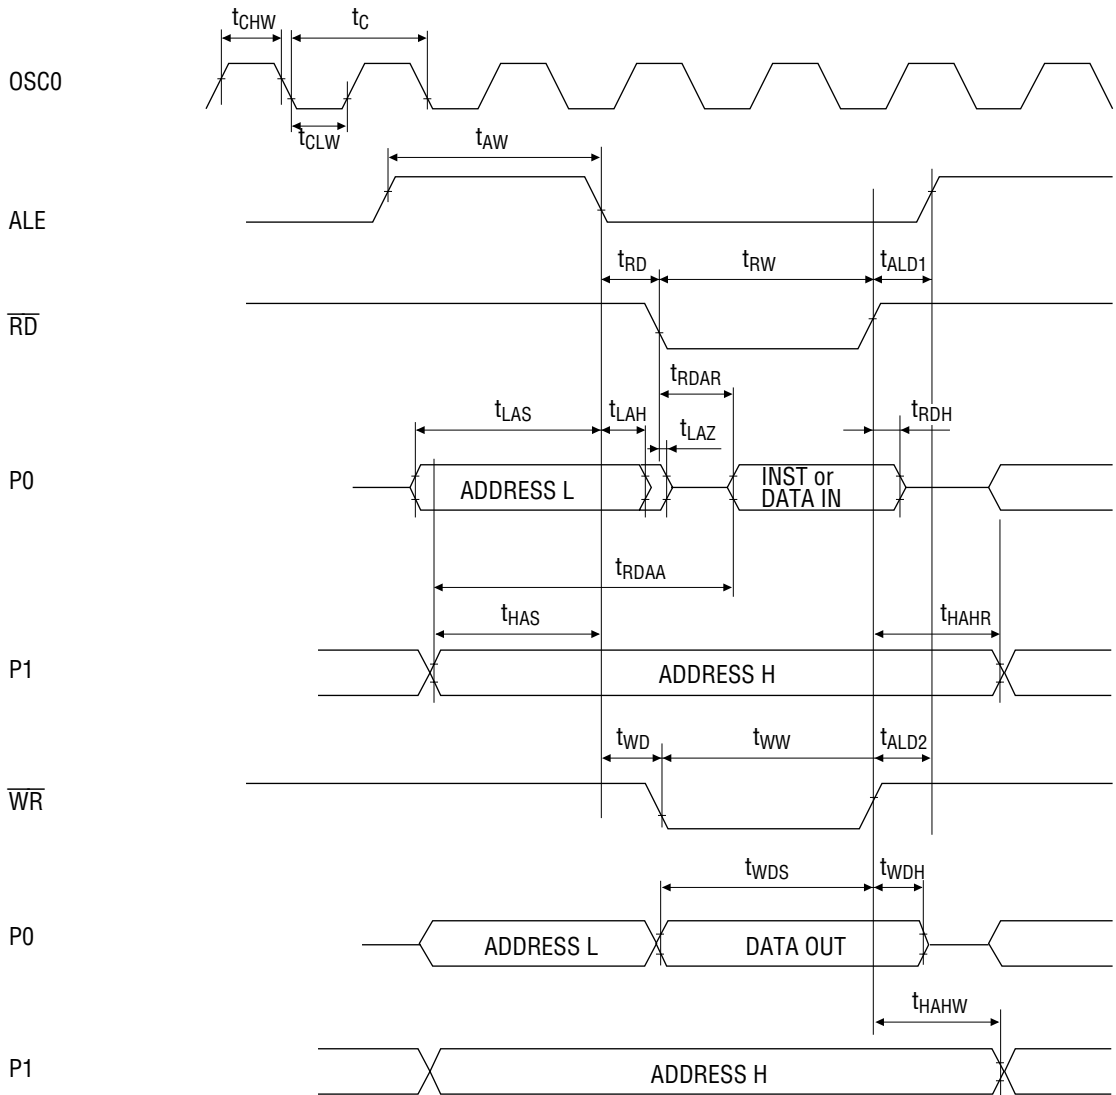 tCHW tC
OSC0
tCLW tAW
ALE
tRD tRW tALD1
RD
tRDAR
tLAS tLAH tLAZ tRDH
P0 ADDRESS L INST or
DATA IN
tRDAA
tHAS tHAHR
P1 ADDRESS H
tWD tWW tALD2
WR
tWDS tWDH
P0 ADDRESS L DATA OUT
tHAHW
P1 ADDRESS H